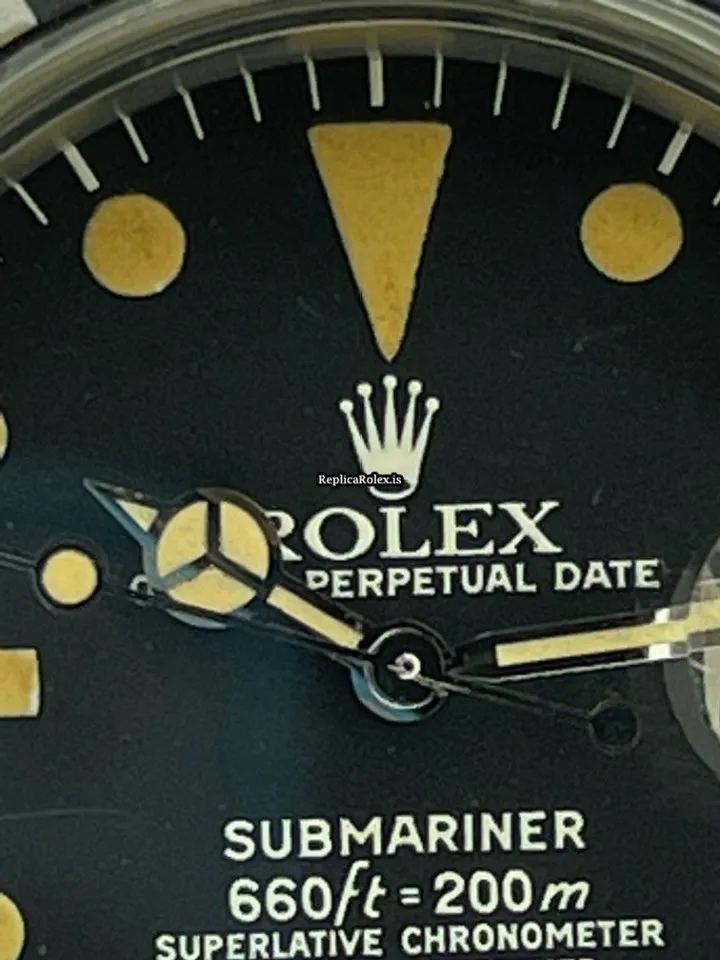 ReplicaRolex.is
ROLEX
PERPETUAL DATE
SUBMARINER
660ft = 200m
SUPERLATIVE CHRONOMETER